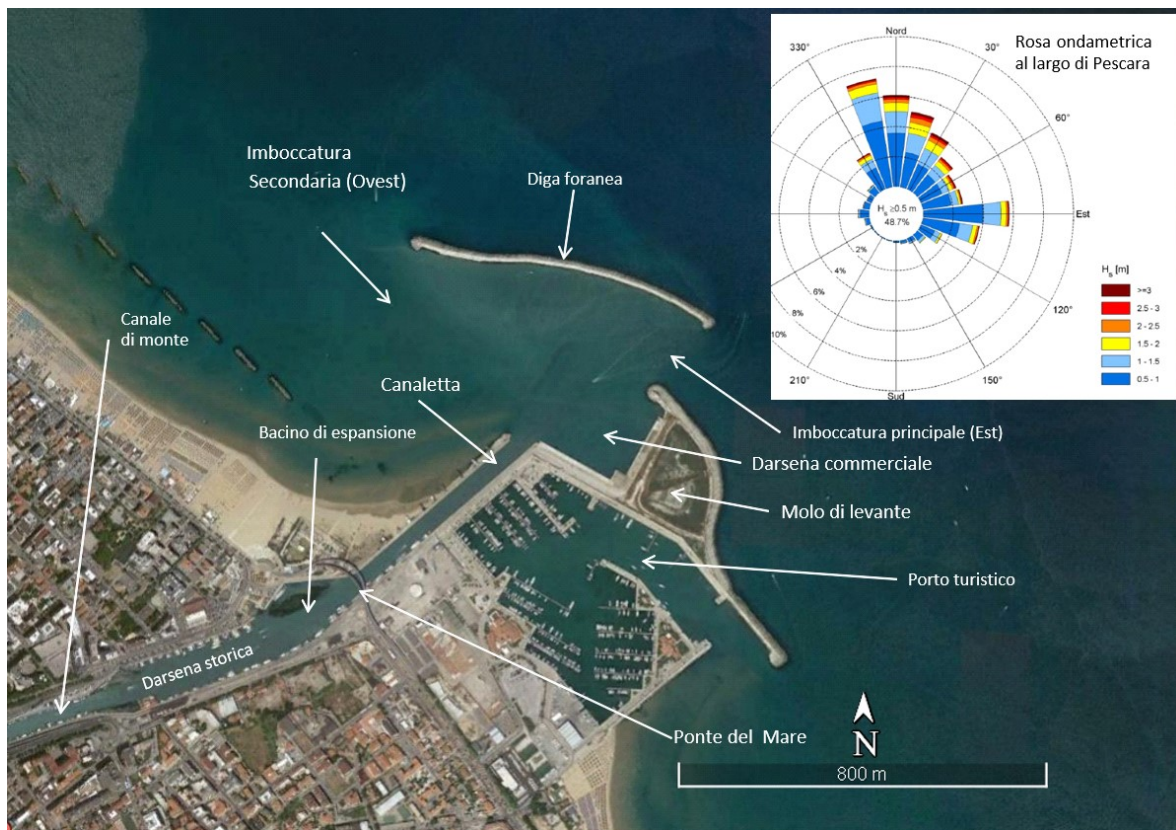 Nord
330°
30°
Rosa ondametrica
al largo di Pescara
60°
Imboccatura
Secondaria (Ovest)
Diga foranea
H_s ≥0.5 m
48.7%
Est
2%
4%
6%
8%
10%
H_s [m]
>=3
2.5 - 3
2 - 2.5
1.5 - 2
1 - 1.5
0.5 - 1
120°
210°
150°
Sud
Canale
di monte
Canaletta
Bacino di espansione
Imboccatura principale (Est)
Darsena commerciale
Molo di levante
Porto turistico
Darsena storica
Ponte del Mare
N
800 m